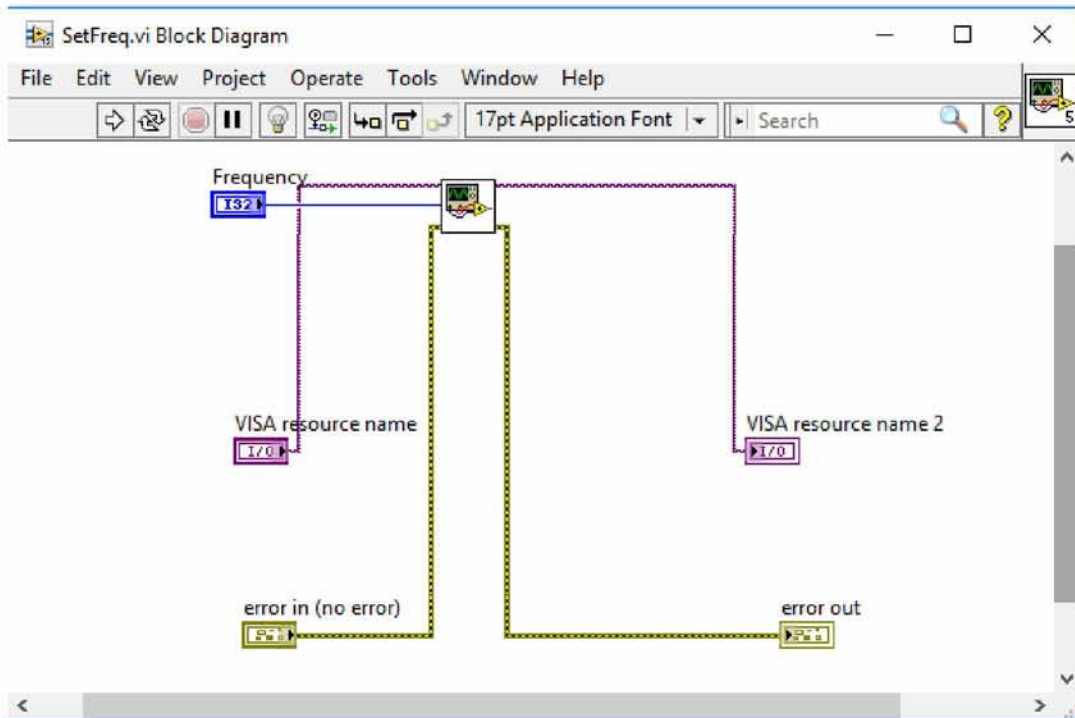 SetFreq.vi Block Diagram
File Edit View Project Operate Tools Window Help
17pt Application Font Search
5
Frequency
I32
VISA resource name
I/O
VISA resource name 2
I/O
error in (no error)
error out